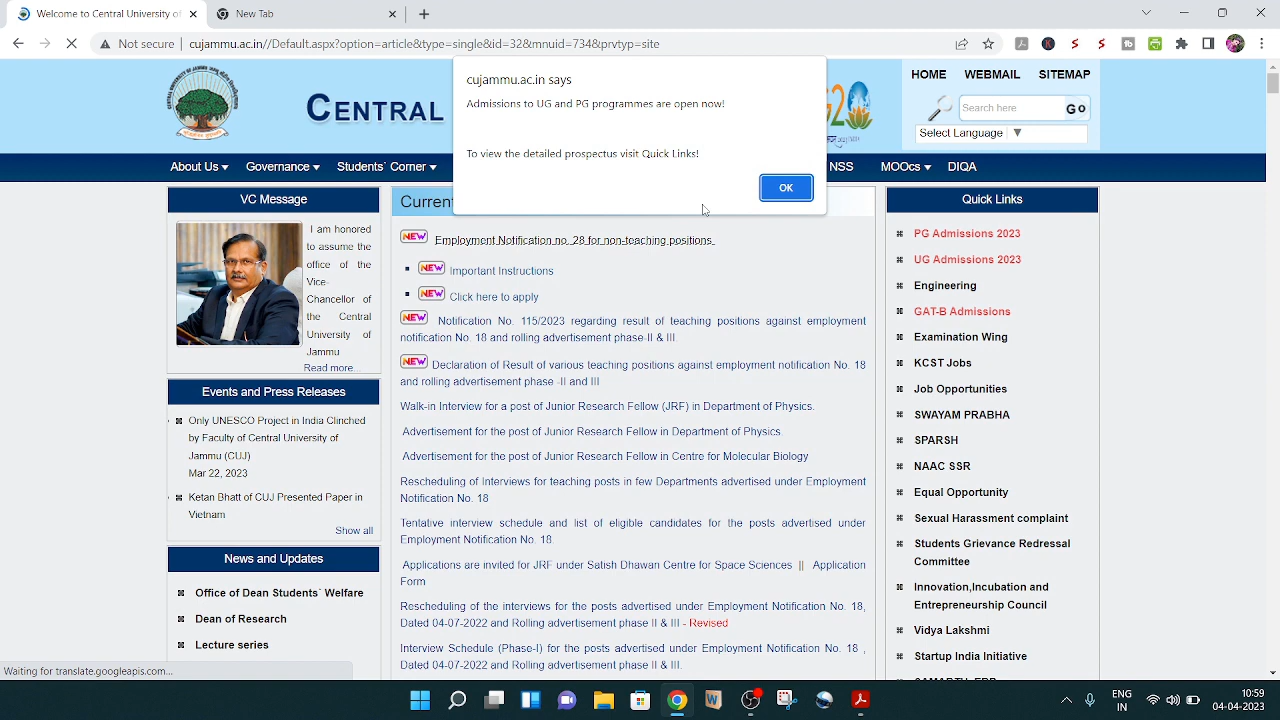 Welcome to Central University of
New Tab
Not secure
cujammu.ac.in//Default.aspx?option=article&type=single&id=32&mnuid=734&prvtyp=site
cujammu.ac.in says
Admissions to UG and PG programmes are open now!
To view the detailed prospectus visit Quick Links!
OK
CENTRAL
HOME
WEBMAIL
SITEMAP
Search here
Go
Select Language ▼
About Us
Governance
Students´ Corner
NSS
MOOcs
DIQA
VC Message
I am honored
to assume the
office of the
Vice-
Chancellor of
the Central
University of
Jammu
Read more...
Events and Press Releases
Only UNESCO Project in India Clinched
by Faculty of Central University of
Jammu (CUJ)
Mar 22, 2023
Ketan Bhatt of CUJ Presented Paper in
Vietnam
Show all
News and Updates
Office of Dean Students´ Welfare
Dean of Research
Lecture series
Curren
NEW Employment Notification no. 28 for non-teaching positions
NEW Important Instructions
NEW Click here to apply
NEW Notification No. 115/2023 regarding result of teaching positions against employment
notification No. 18 and rolling advertisement phase-II & III.
NEW Declaration of Result of various teaching positions against employment notification No. 18
and rolling advertisement phase -II and III
Walk-in Interview for a post of Junior Research Fellow (JRF) in Department of Physics.
Advertisement for the post of Junior Research Fellow in Department of Physics
Advertisement for the post of Junior Research Fellow in Centre for Molecular Biology
Rescheduling of Interviews for teaching posts in few Departments advertised under Employment
Notification No. 18
Tentative interview schedule and list of eligible candidates for the posts advertised under
Employment Notification No. 18.
Applications are invited for JRF under Satish Dhawan Centre for Space Sciences || Application
Form
Rescheduling of the interviews for the posts advertised under Employment Notification No. 18,
Dated 04-07-2022 and Rolling advertisement phase II & III - Revised
Interview Schedule (Phase-I) for the posts advertised under Employment Notification No. 18 ,
Dated 04-07-2022 and Rolling advertisement phase II & III.
Quick Links
PG Admissions 2023
UG Admissions 2023
Engineering
GAT-B Admissions
Examination Wing
KCST Jobs
Job Opportunities
SWAYAM PRABHA
SPARSH
NAAC SSR
Equal Opportunity
Sexual Harassment complaint
Students Grievance Redressal
Committee
Innovation,Incubation and
Entrepreneurship Council
Vidya Lakshmi
Startup India Initiative
SAMARTH- ERP
Waiting for translate.googleapis.com...
ENG
IN
10:59
04-04-2023